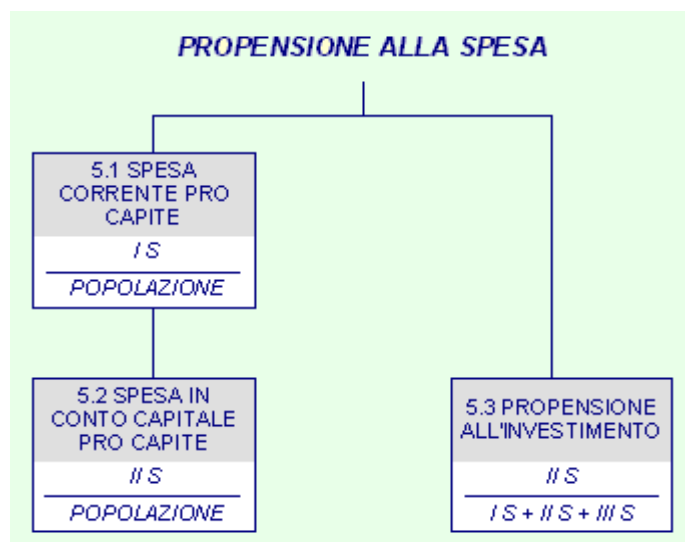 PROPENSIONE ALLA SPESA
5.1 SPESA
CORRENTE PRO
CAPITE
I S
POPOLAZIONE
5.2 SPESA IN
CONTO CAPITALE
PRO CAPITE
II S
POPOLAZIONE
5.3 PROPENSIONE
ALL'INVESTIMENTO
II S
I S + II S + III S